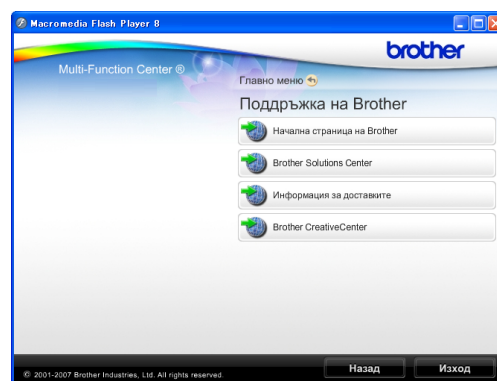 Macromedia Flash Player 8
brother
Multi-Function Center ®
Главно меню
Поддръжка на Brother
Начална страница на Brother
Brother Solutions Center
Информация за доставките
Brother CreativeCenter
Назад
Изход
© 2001-2007 Brother Industries, Ltd. All rights reserved.